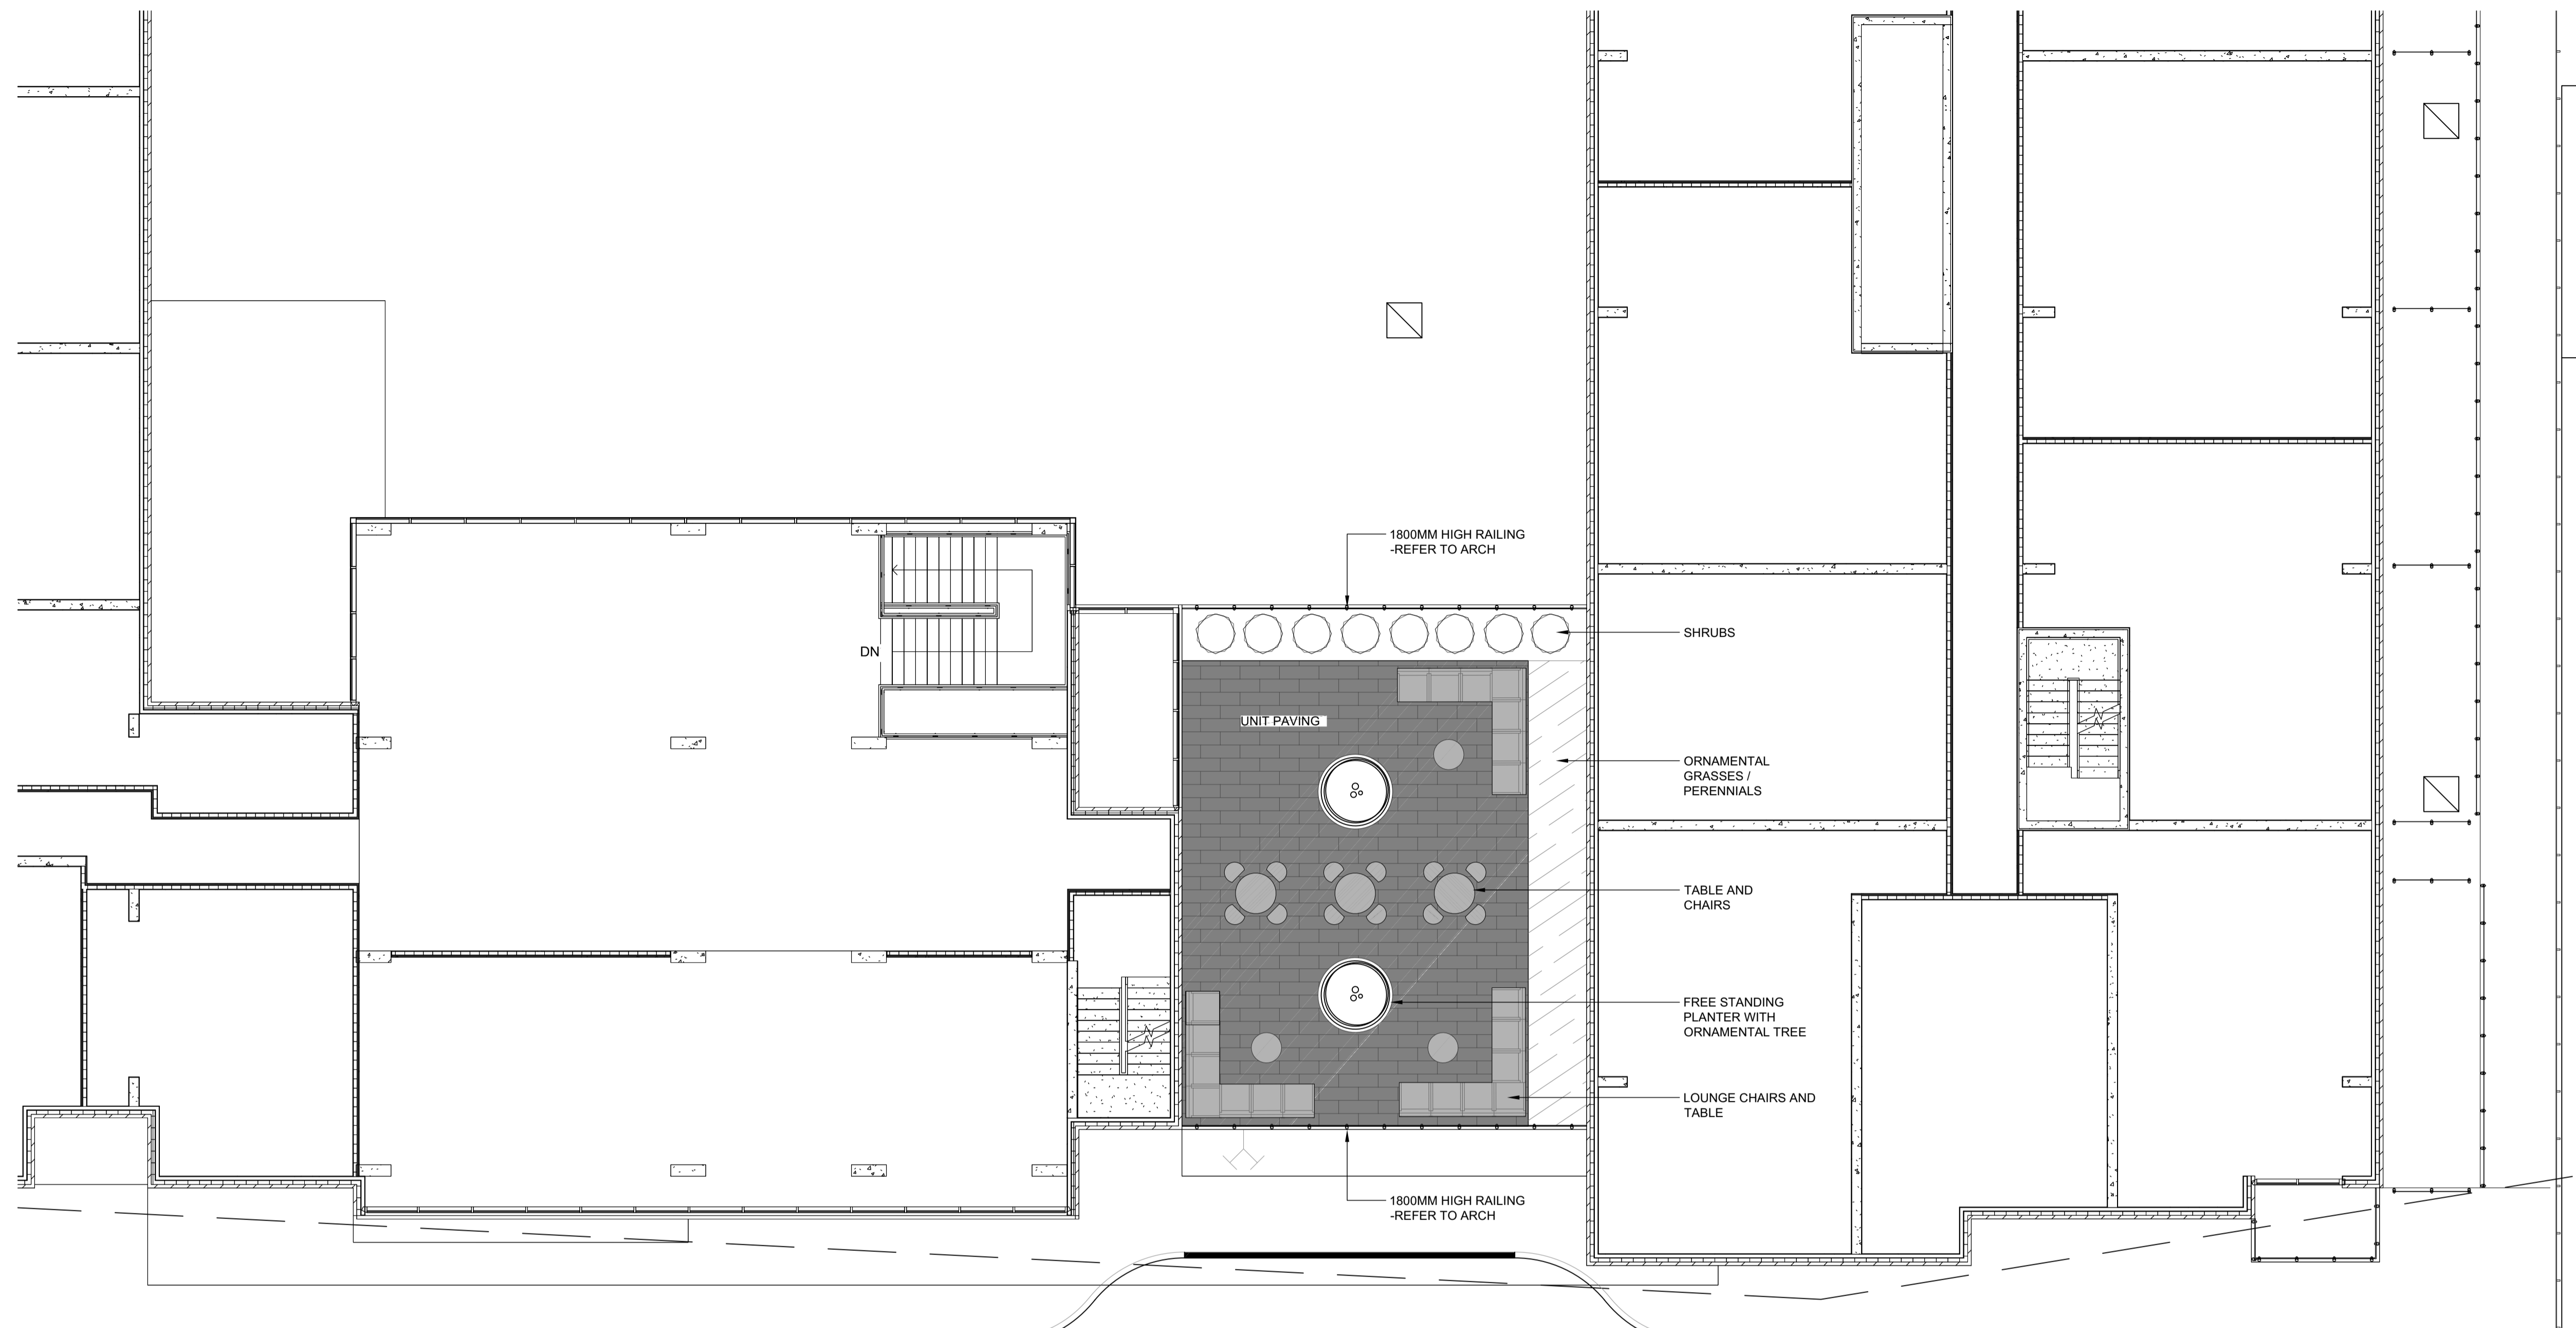 1800MM HIGH RAILING
-REFER TO ARCH
SHRUBS
DN
UNIT PAVING
ORNAMENTAL
GRASSES /
PERENNIALS
TABLE AND
CHAIRS
FREE STANDING
PLANTER WITH
ORNAMENTAL TREE
LOUNGE CHAIRS AND
TABLE
1800MM HIGH RAILING
-REFER TO ARCH